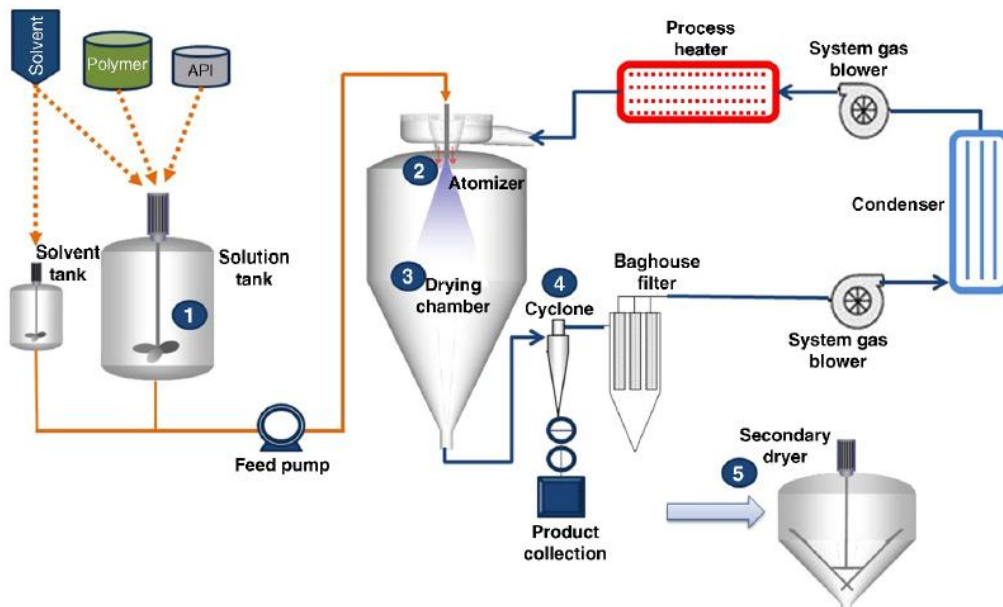 Solvent
Polymer
API
Process
heater
System gas
blower
2
Atomizer
Condenser
Solvent
tank
Solution
tank
1
3
Drying
chamber
4
Cyclone
Baghouse
filter
System gas
blower
Feed pump
Product
collection
5
Secondary
dryer